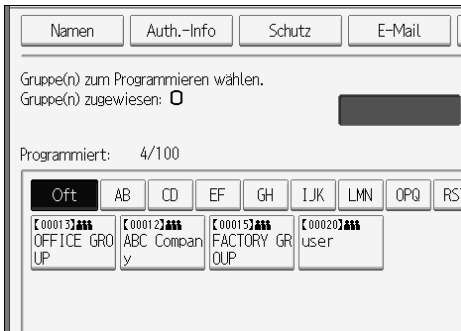 Namen Auth.-Info Schutz E-Mail
Gruppe(n) zum Programmieren wählen.
Gruppe(n) zugewiesen: 0
Programmiert: 4/100
Oft AB CD EF GH IJK LMN OPQ RS
【00013】 【00012】 【00015】 【00020】
OFFICE GRO ABC Compan FACTORY GR user
UP y OUP